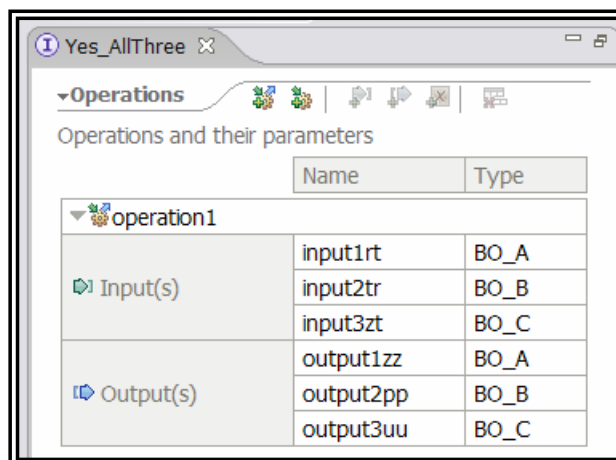 Yes_AllThree
Operations
Operations and their parameters
Name Type
operation1
Input(s)
input1rt BO_A
input2tr BO_B
input3zt BO_C
Output(s)
output1zz BO_A
output2pp BO_B
output3uu BO_C